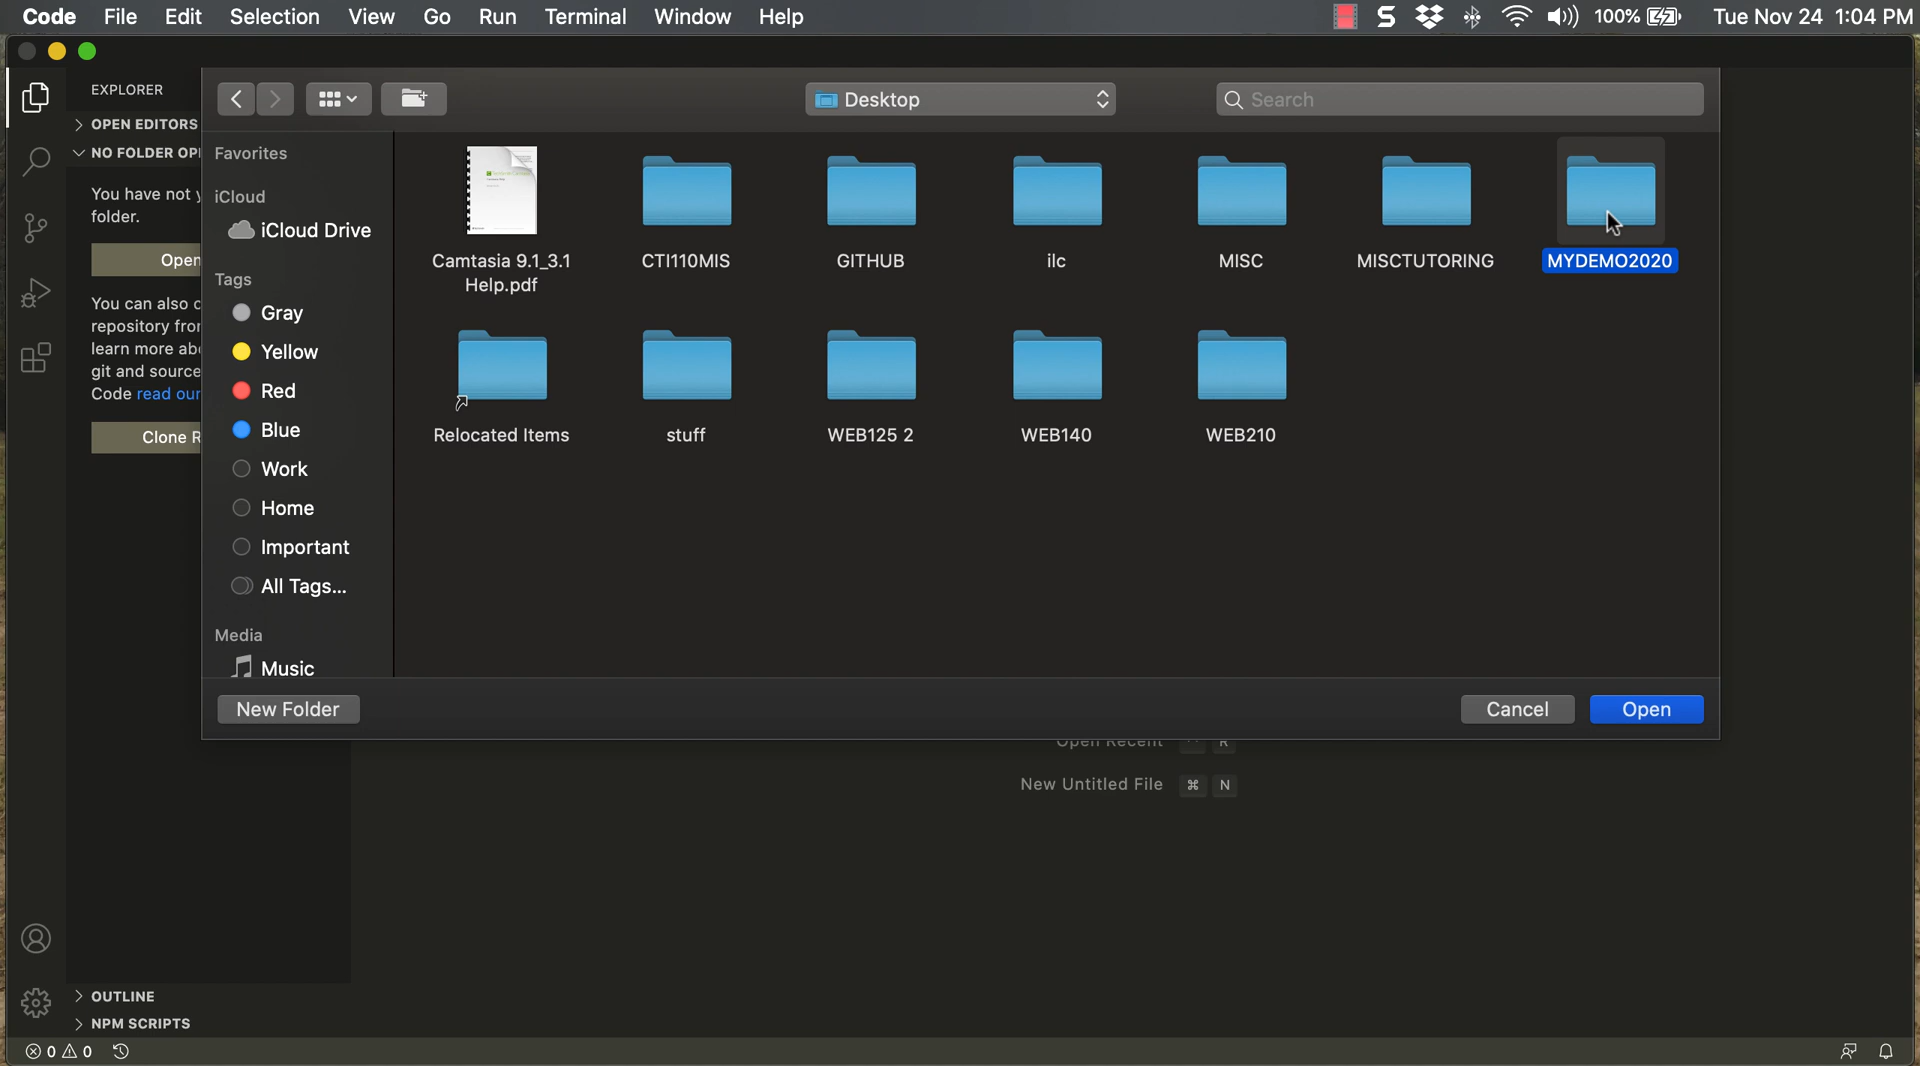 Code File Edit Selection View Go Run Terminal Window Help 100% Tue Nov 24 1:04 PM
EXPLORER
OPEN EDITORS
NO FOLDER OP
You have not
folder.
Open
You can also
repository
learn more
git and source
Code read our
Clone R
Desktop
Search
Favorites
iCloud
iCloud Drive
Tags
Gray
Yellow
Red
Blue
Work
Home
Important
All Tags...
Media
Music
Camtasia 9.1_3.1
Help.pdf
CTI110MIS
GITHUB
ilc
MISC
MISCTUTORING
MYDEMO2020
Relocated Items
stuff
WEB125 2
WEB140
WEB210
New Folder
Cancel
Open
Open Recent ^ R
New Untitled File ⌘ N
OUTLINE
NPM SCRIPTS
0 0